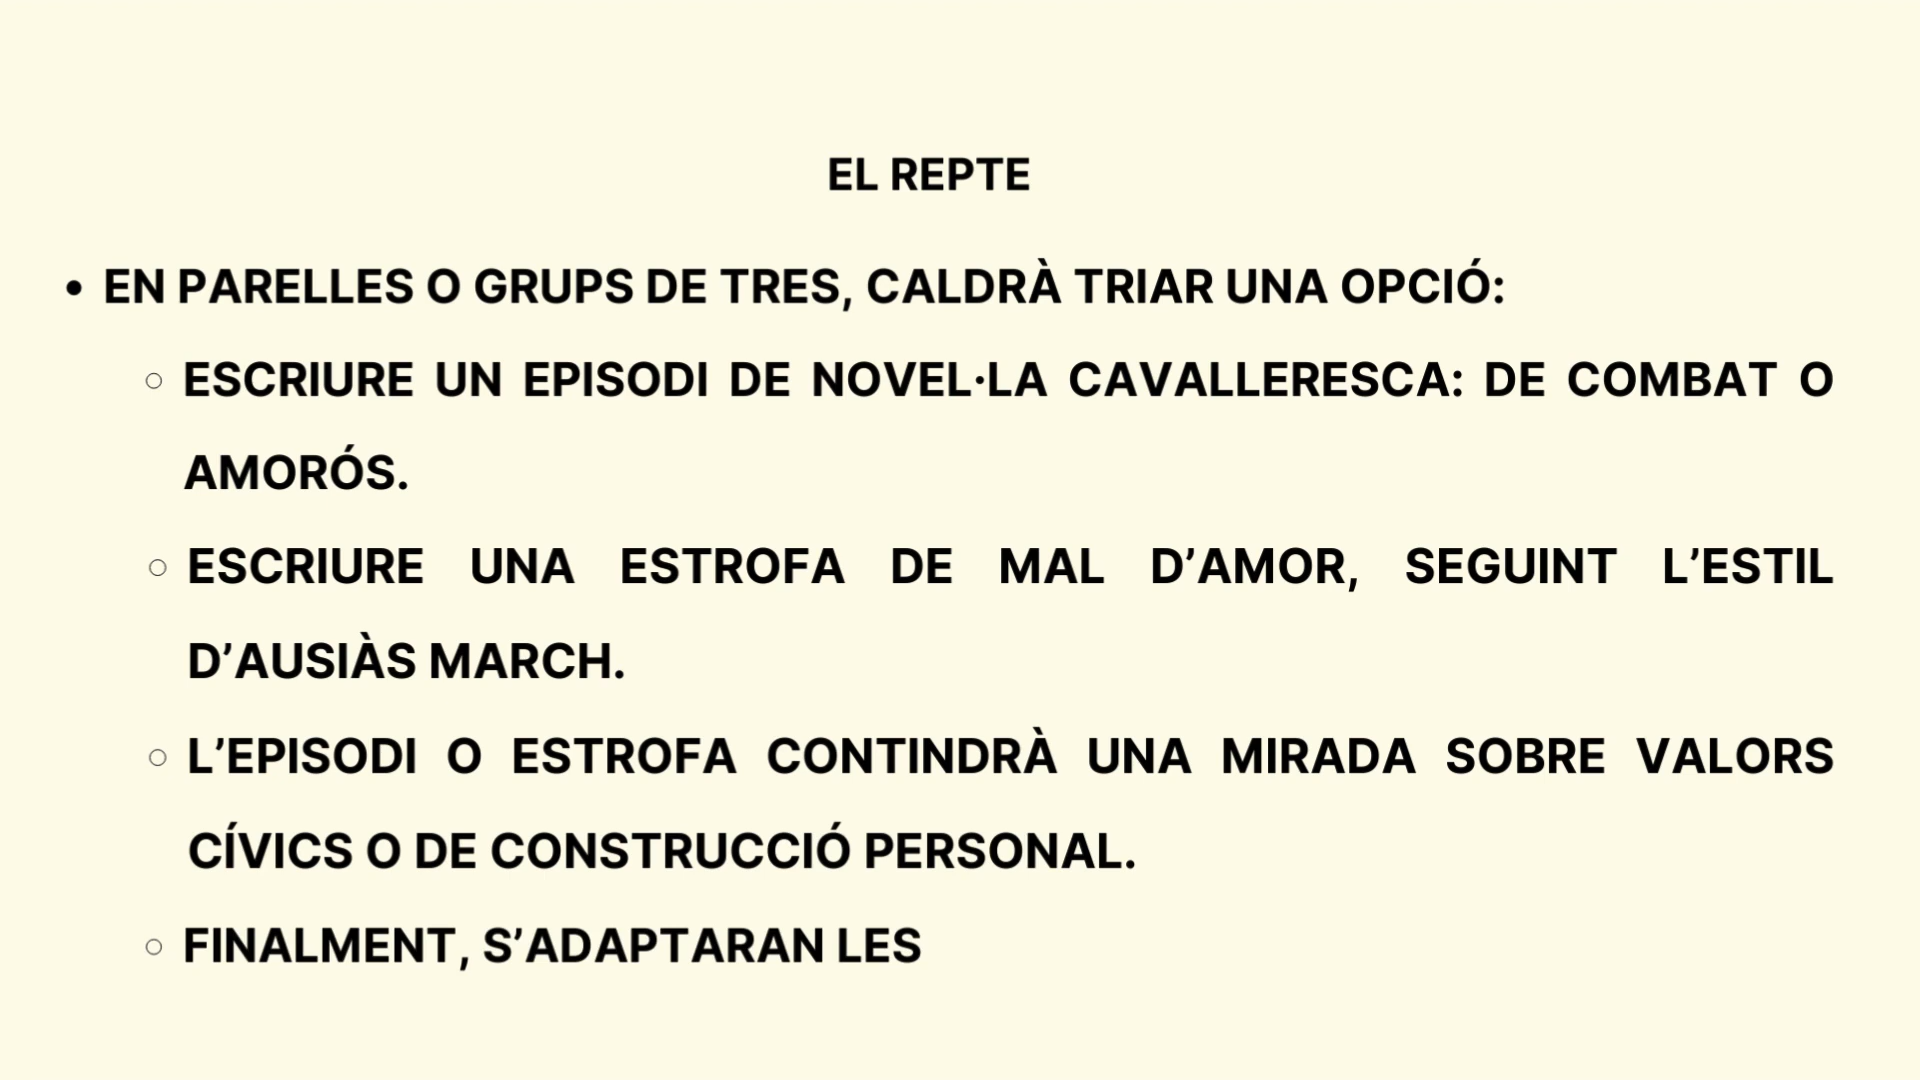 EL REPTE
• EN PARELLES O GRUPS DE TRES, CALDRÀ TRIAR UNA OPCIÓ:
○ ESCRIURE UN EPISODI DE NOVEL·LA CAVALLERESCA: DE COMBAT O
AMORÓS.
○ ESCRIURE UNA ESTROFA DE MAL D’AMOR, SEGUINT L’ESTIL
D’AUSIÀS MARCH.
○ L’EPISODI O ESTROFA CONTINDRÀ UNA MIRADA SOBRE VALORS
CÍVICS O DE CONSTRUCCIÓ PERSONAL.
○ FINALMENT, S’ADAPTARAN LES